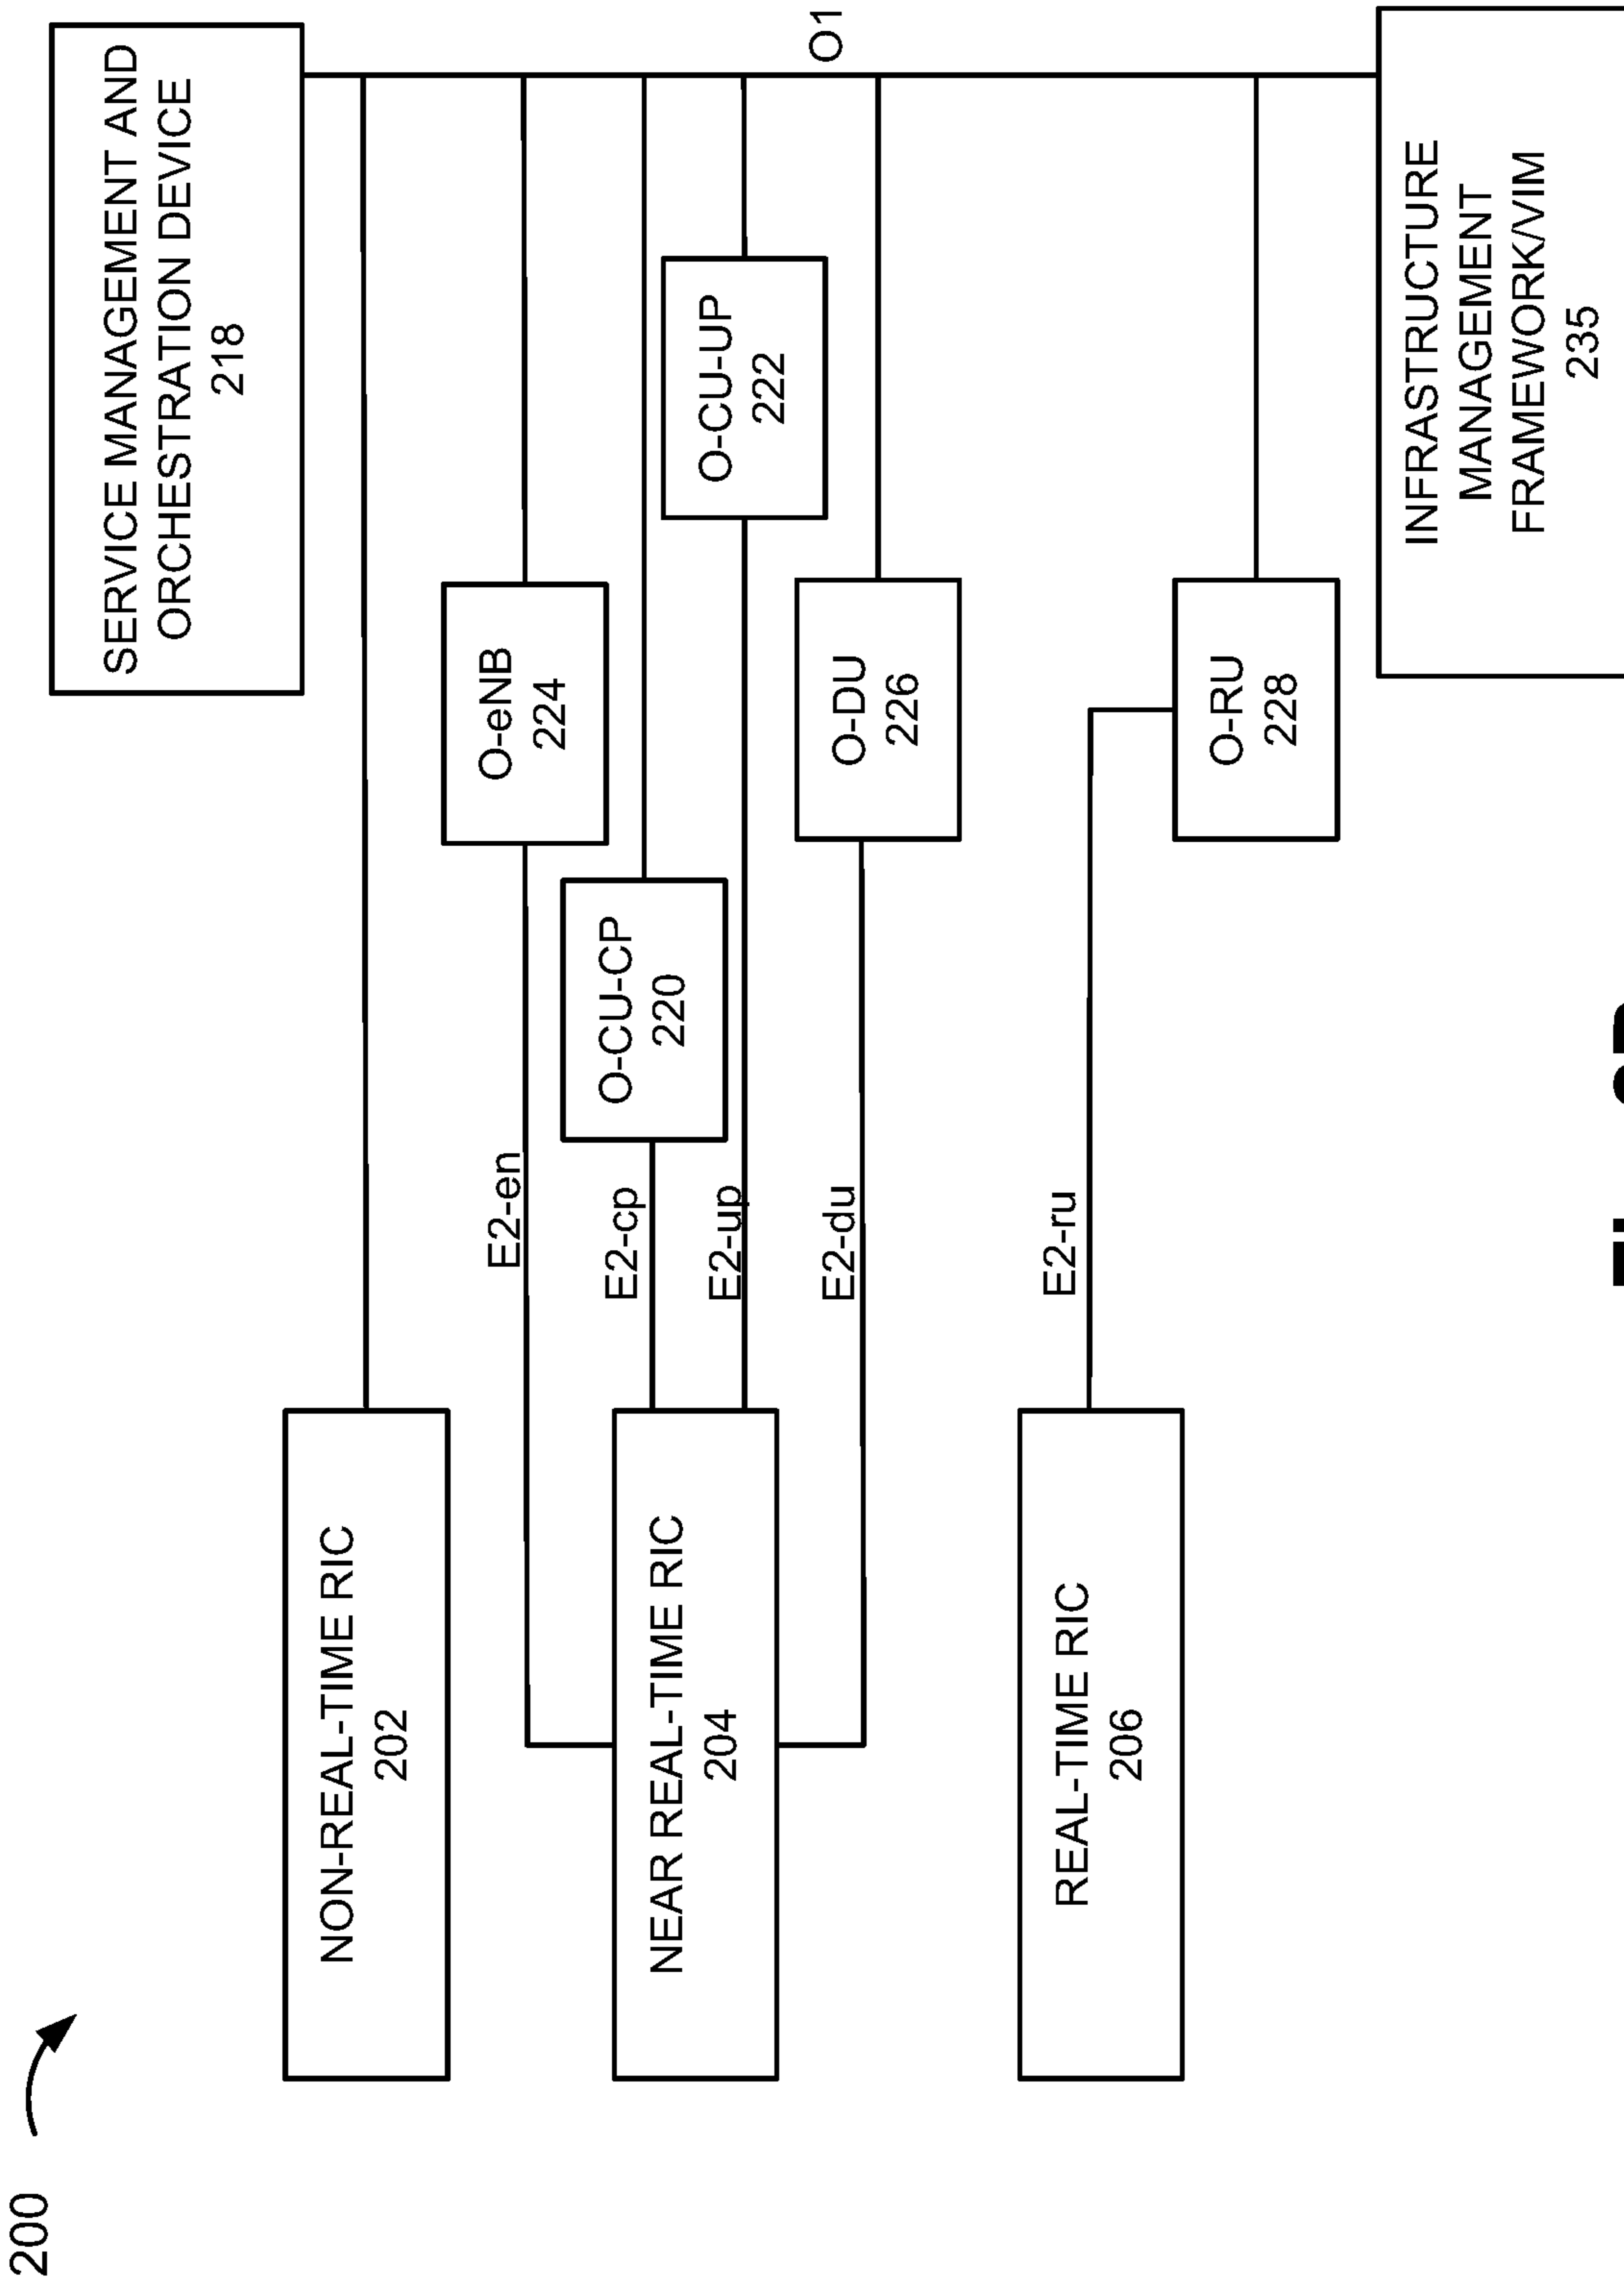 200
SERVICE MANAGEMENT AND
ORCHESTRATION DEVICE
218
NON-REAL-TIME RIC
202
O-eNB
224
E2-en
O-CU-CP
220
E2-cp
O-CU-UP
222
E2-up
NEAR REAL-TIME RIC
204
O1
O-DU
226
E2-du
REAL-TIME RIC
206
E2-ru
O-RU
228
INFRASTRUCTURE
MANAGEMENT
FRAMEWORK/VIM
235